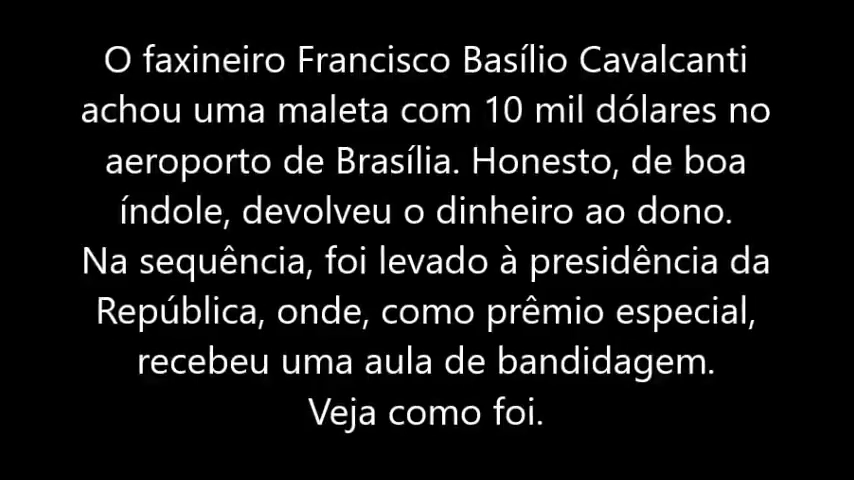 O faxineiro Francisco Basílio Cavalcanti
achou uma maleta com 10 mil dólares no
aeroporto de Brasília. Honesto, de boa
índole, devolveu o dinheiro ao dono.
Na sequência, foi levado à presidência da
República, onde, como prêmio especial,
recebeu uma aula de bandidagem.
Veja como foi.